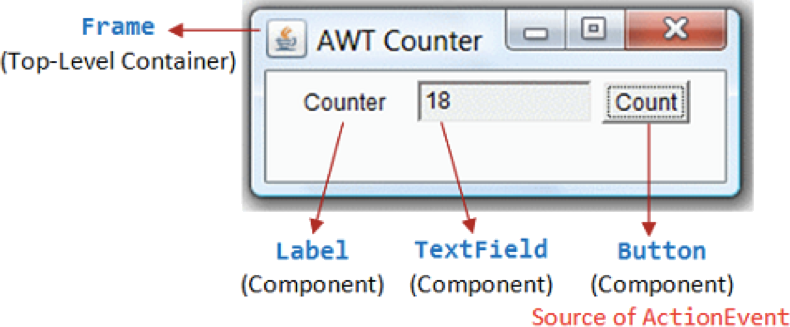 Frame
(Top-Level Container)
AWT Counter
Counter 18 Count
Label TextField Button
(Component) (Component) (Component)
Source of ActionEvent